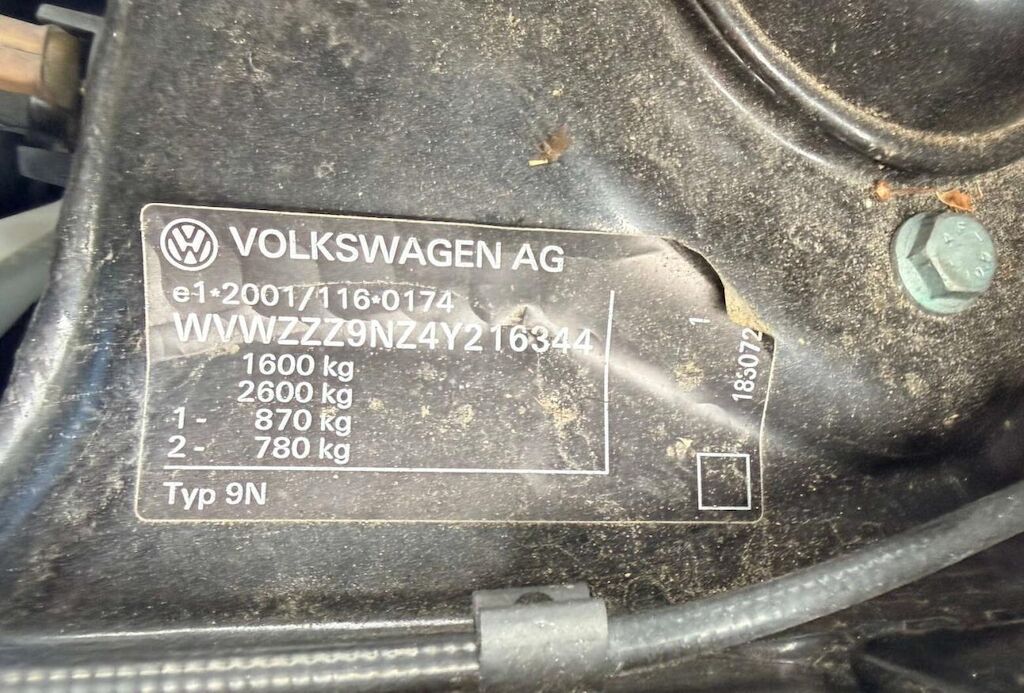 VOLKSWAGEN AG
e1*2001/116*0174
WVWZZZ9NZ4Y216344
1600 kg
2600 kg
1 - 870 kg
2 - 780 kg
Typ 9N
1
183072